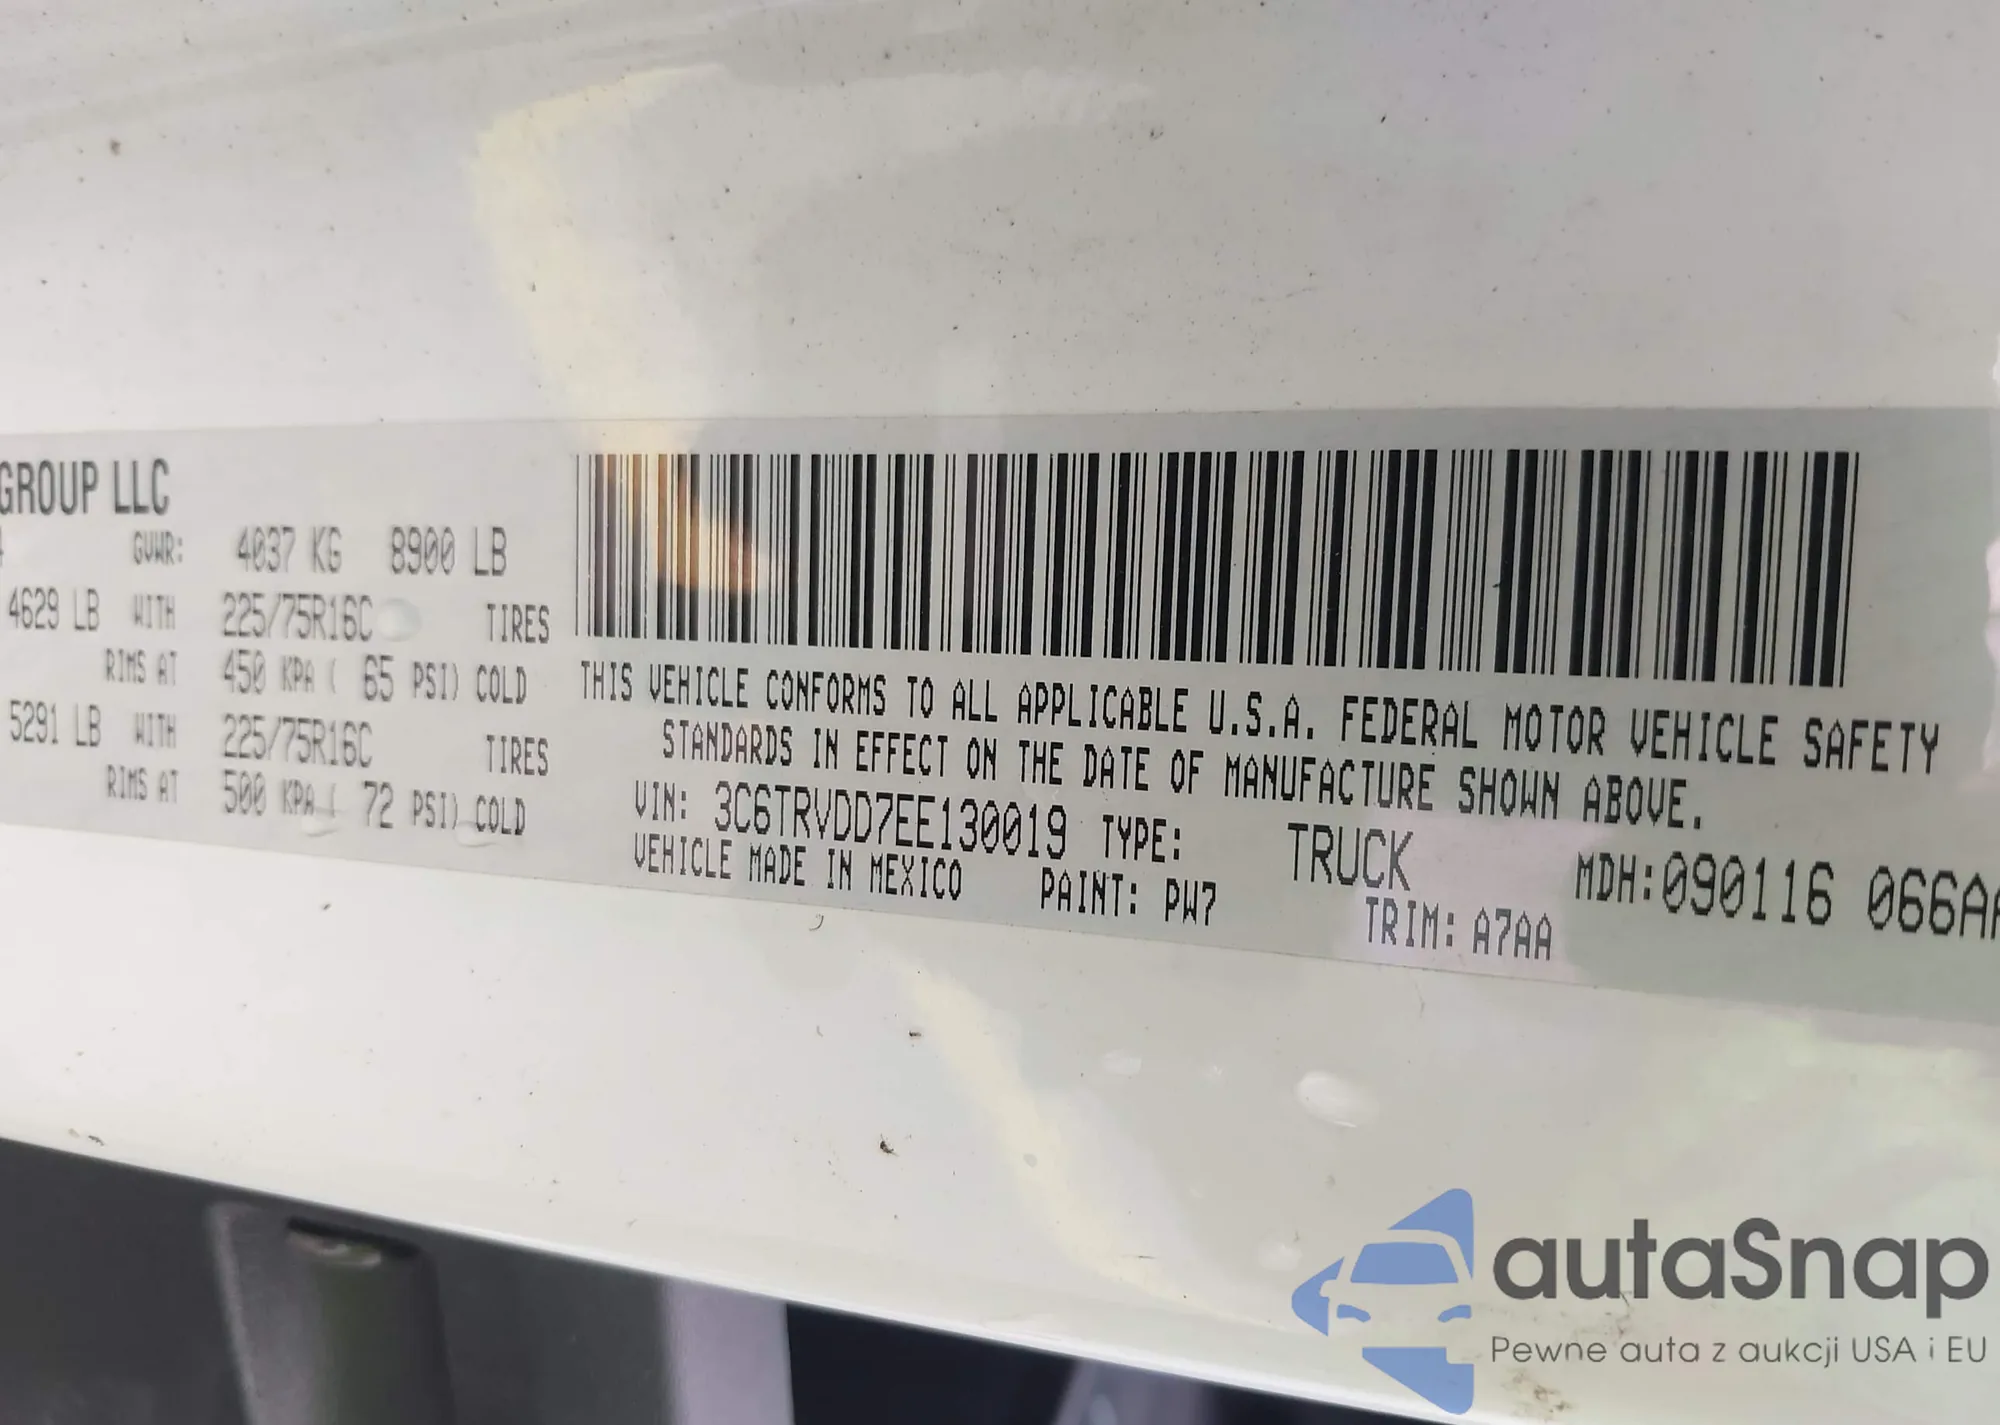 GROUP LLC
GVWR: 4037 KG 8900 LB
4629 LB WITH 225/75R16C TIRES
RIMS AT 450 KPA ( 65 PSI) COLD
5291 LB WITH 225/75R16C TIRES
RIMS AT 500 KPA ( 72 PSI) COLD
THIS VEHICLE CONFORMS TO ALL APPLICABLE U.S.A. FEDERAL MOTOR VEHICLE SAFETY
STANDARDS IN EFFECT ON THE DATE OF MANUFACTURE SHOWN ABOVE.
VIN: 3C6TRVDD7EE130019 TYPE: TRUCK MDH:090116 066AA
VEHICLE MADE IN MEXICO PAINT: PW7 TRIM: A7AA
autaSnap
Pewne auta z aukcji USA i EU